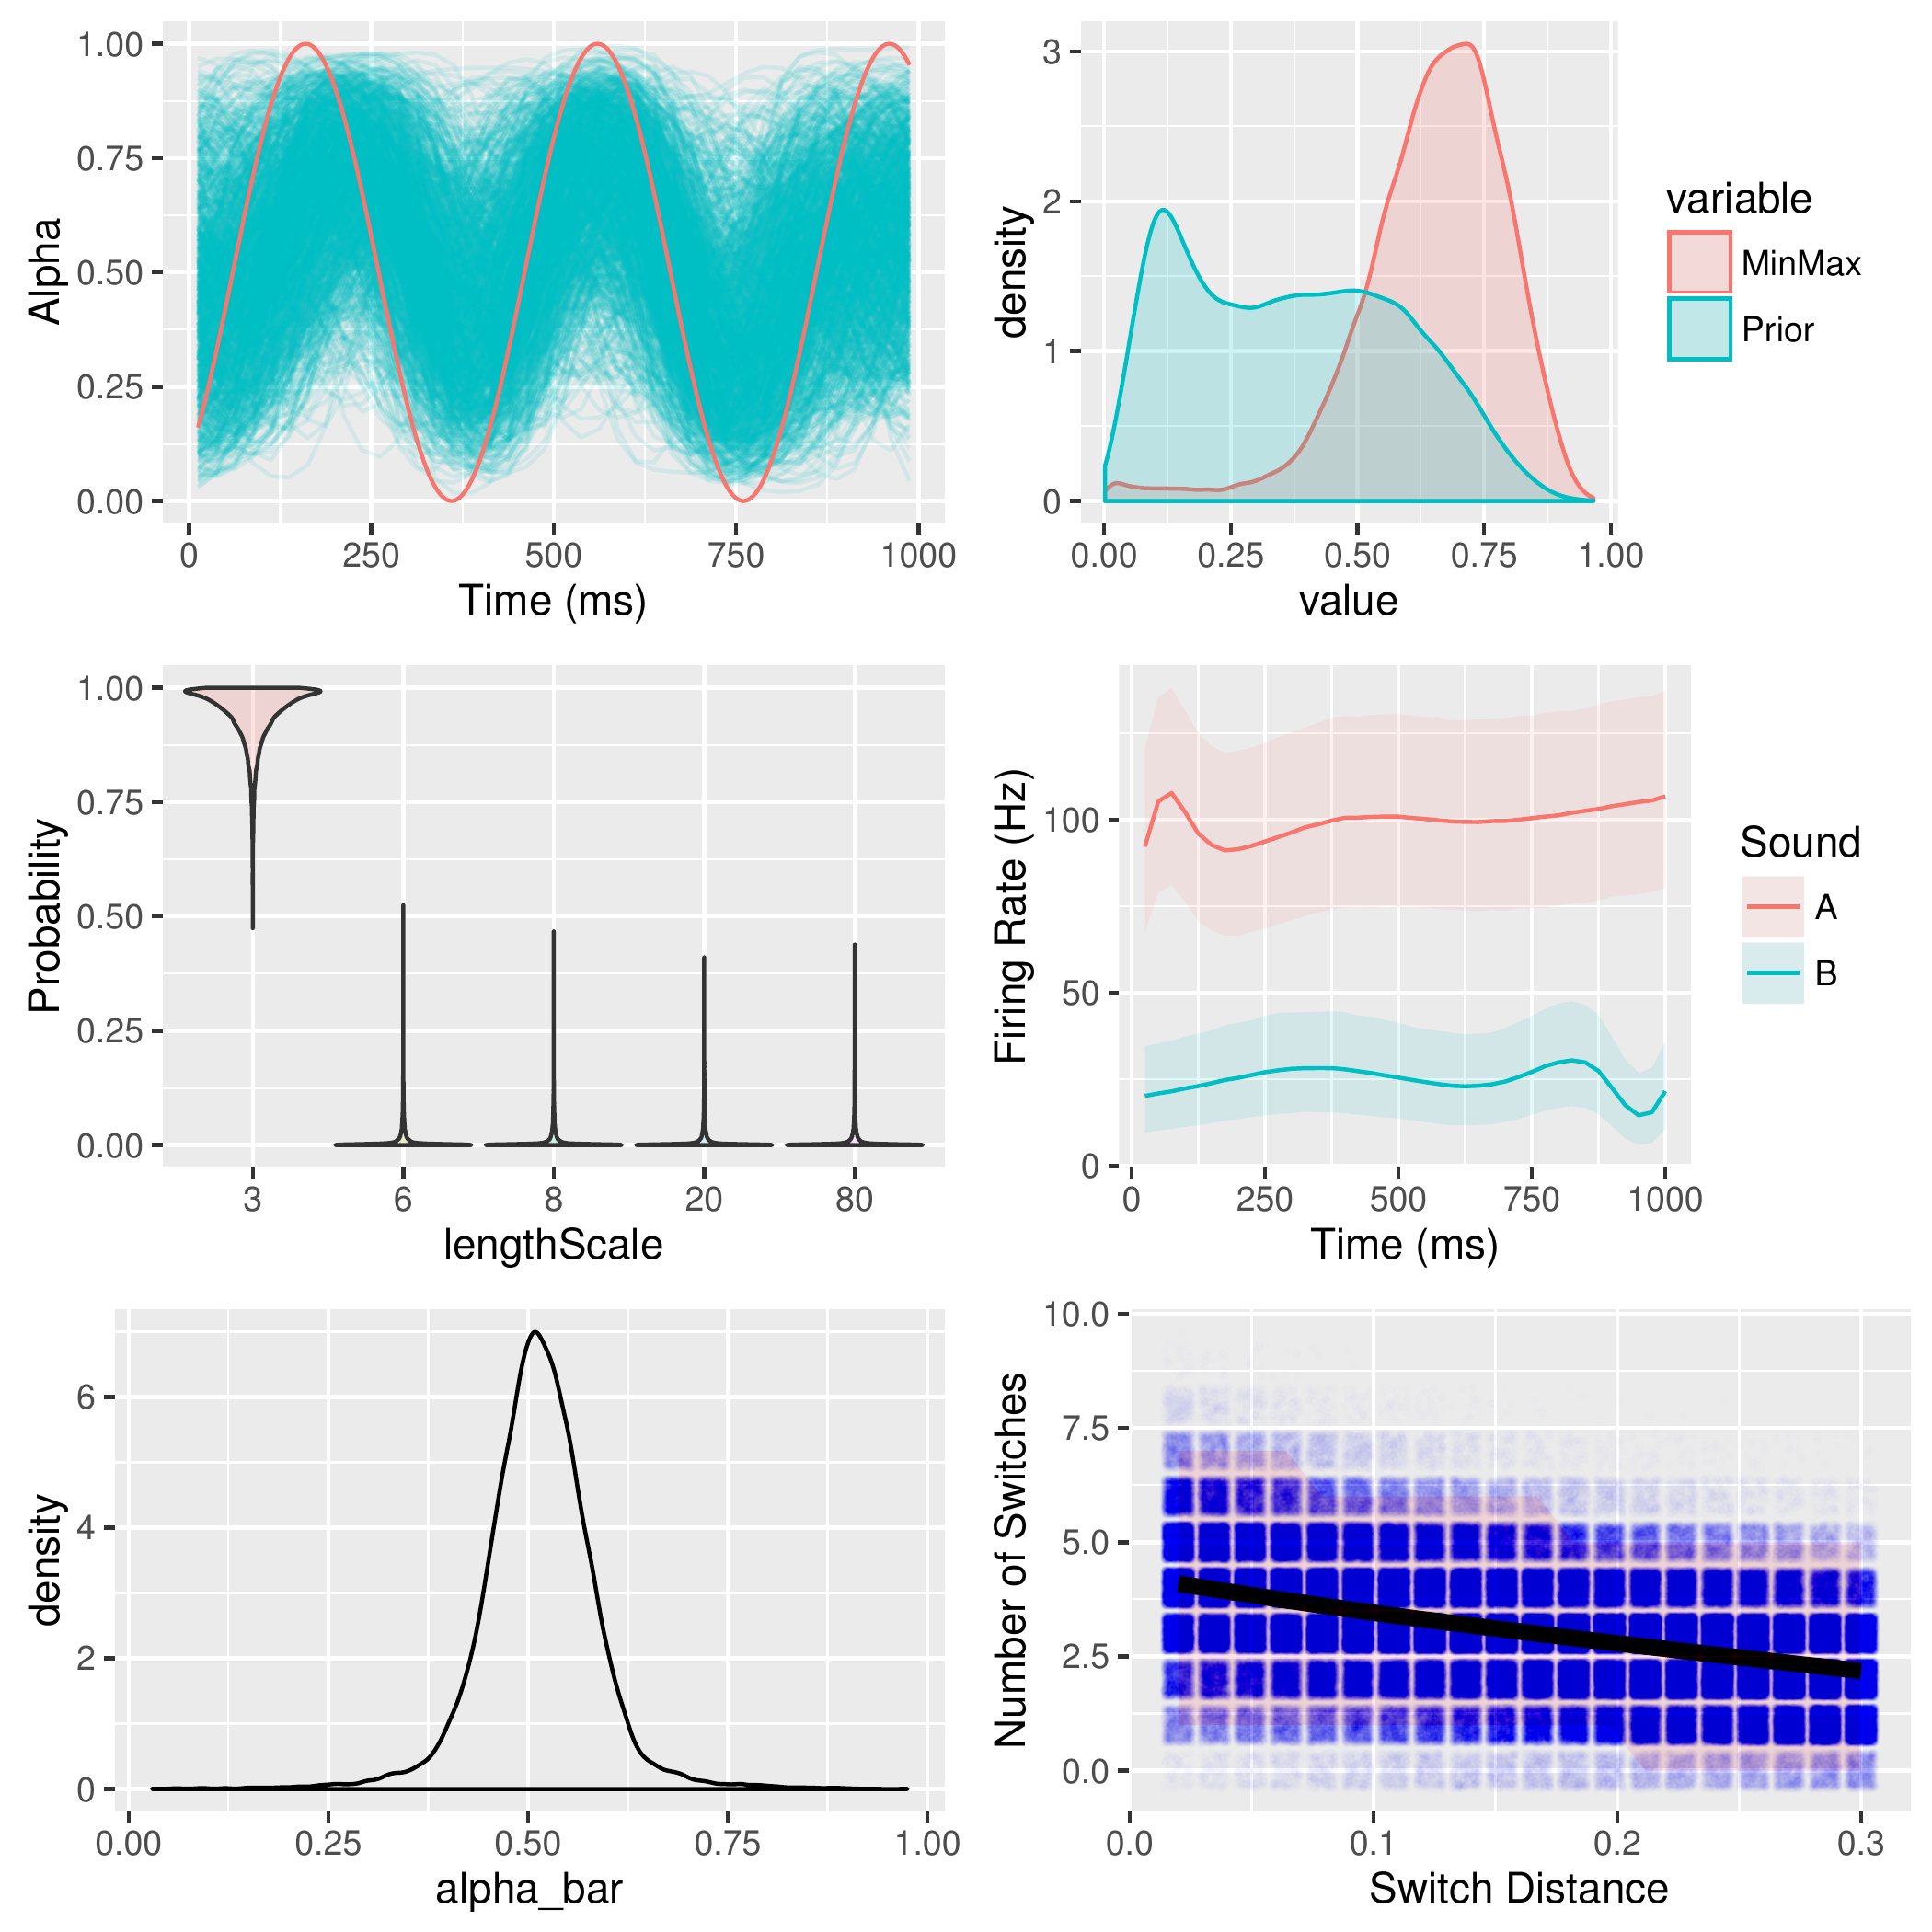 1.00
0.75
0.50
0.25
0.00
Alpha
0 250 500 750 1000
Time (ms)
3
2
1
0
density
0.00 0.25 0.50 0.75 1.00
value
variable
MinMax
Prior
1.00
0.75
0.50
0.25
0.00
Probability
3 6 8 20 80
lengthScale
100
50
0
Firing Rate (Hz)
0 250 500 750 1000
Time (ms)
Sound
A
B
6
4
2
0
density
0.00 0.25 0.50 0.75 1.00
alpha_bar
10.0
7.5
5.0
2.5
0.0
Number of Switches
0.0 0.1 0.2 0.3
Switch Distance